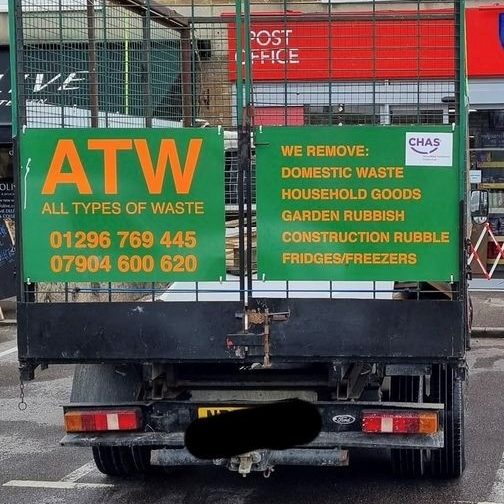 POST
OFFICE
ATW
ALL TYPES OF WASTE
01296 769 445
07904 600 620
CHAS
WE REMOVE:
DOMESTIC WASTE
HOUSEHOLD GOODS
GARDEN RUBBISH
CONSTRUCTION RUBBLE
FRIDGES/FREEZERS
Ford